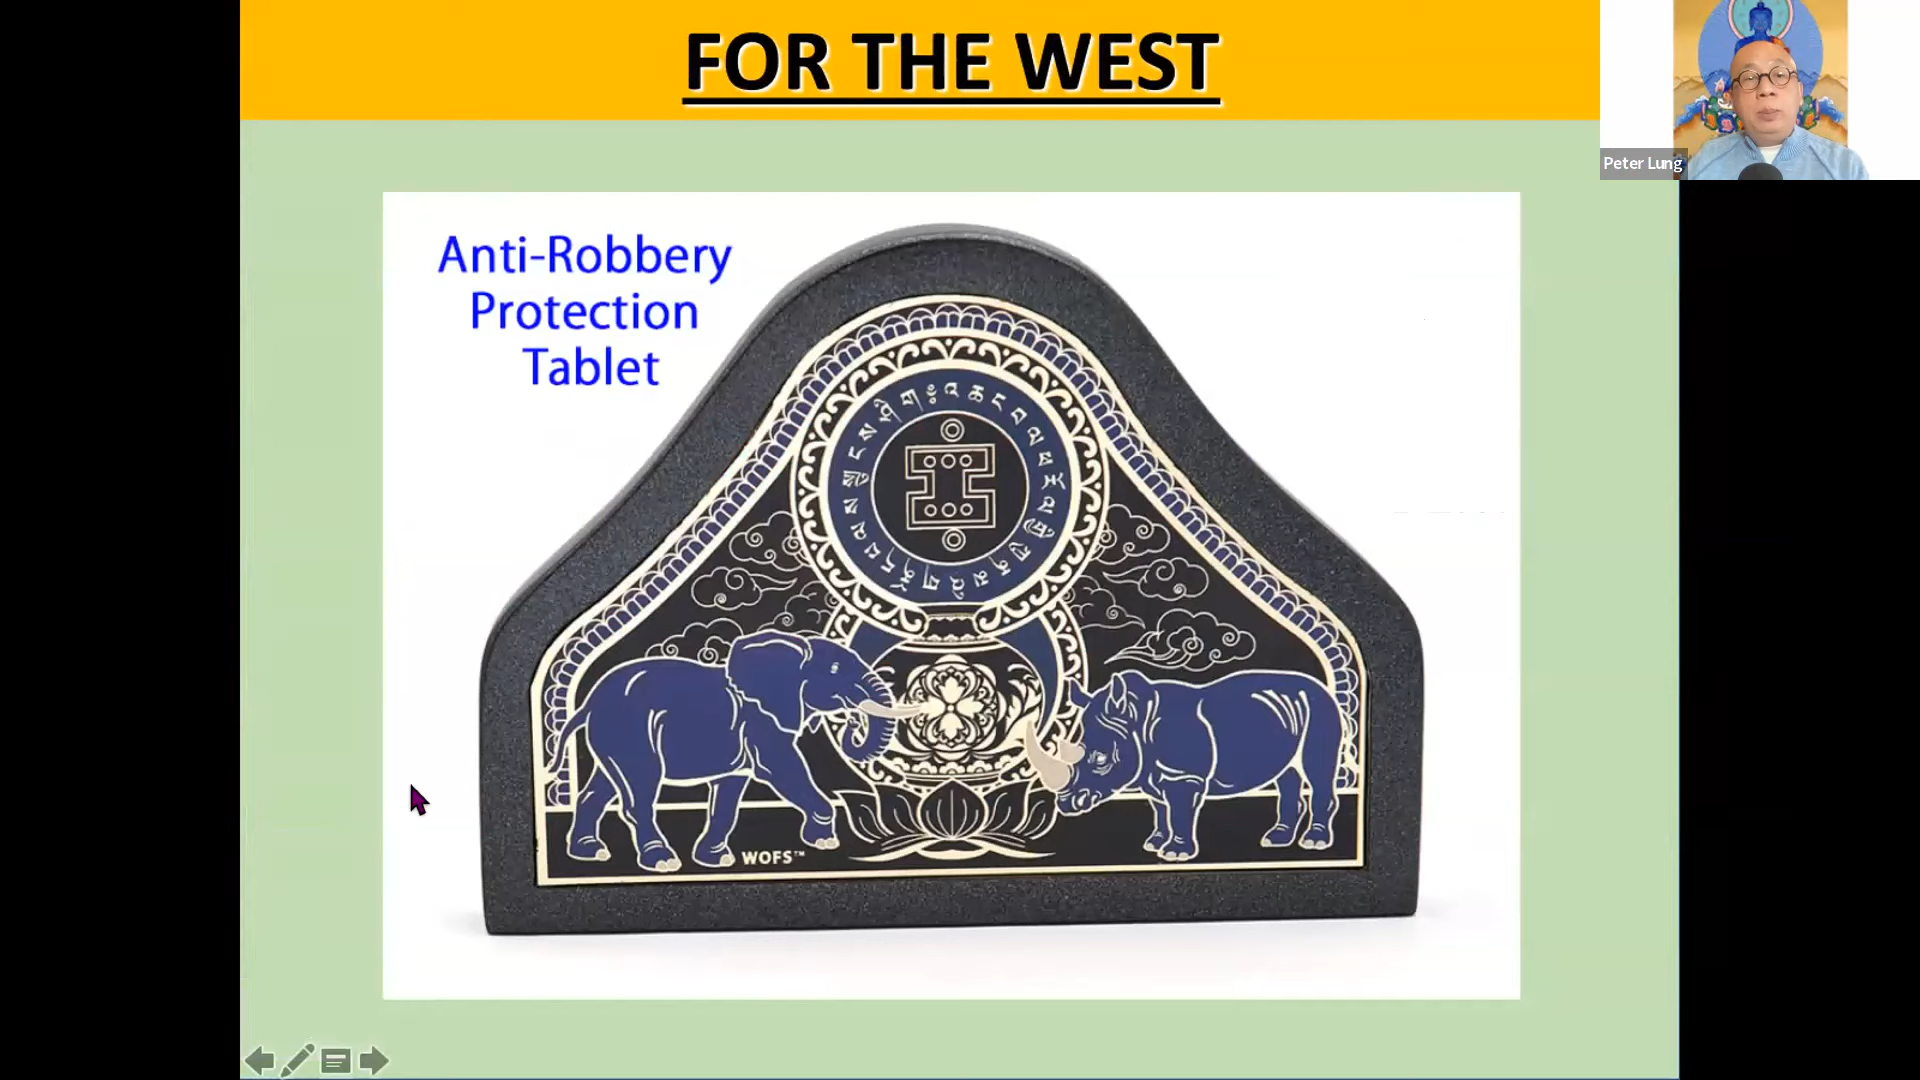 FOR THE WEST
Peter Lung
Anti-Robbery
Protection
Tablet
WOFS™